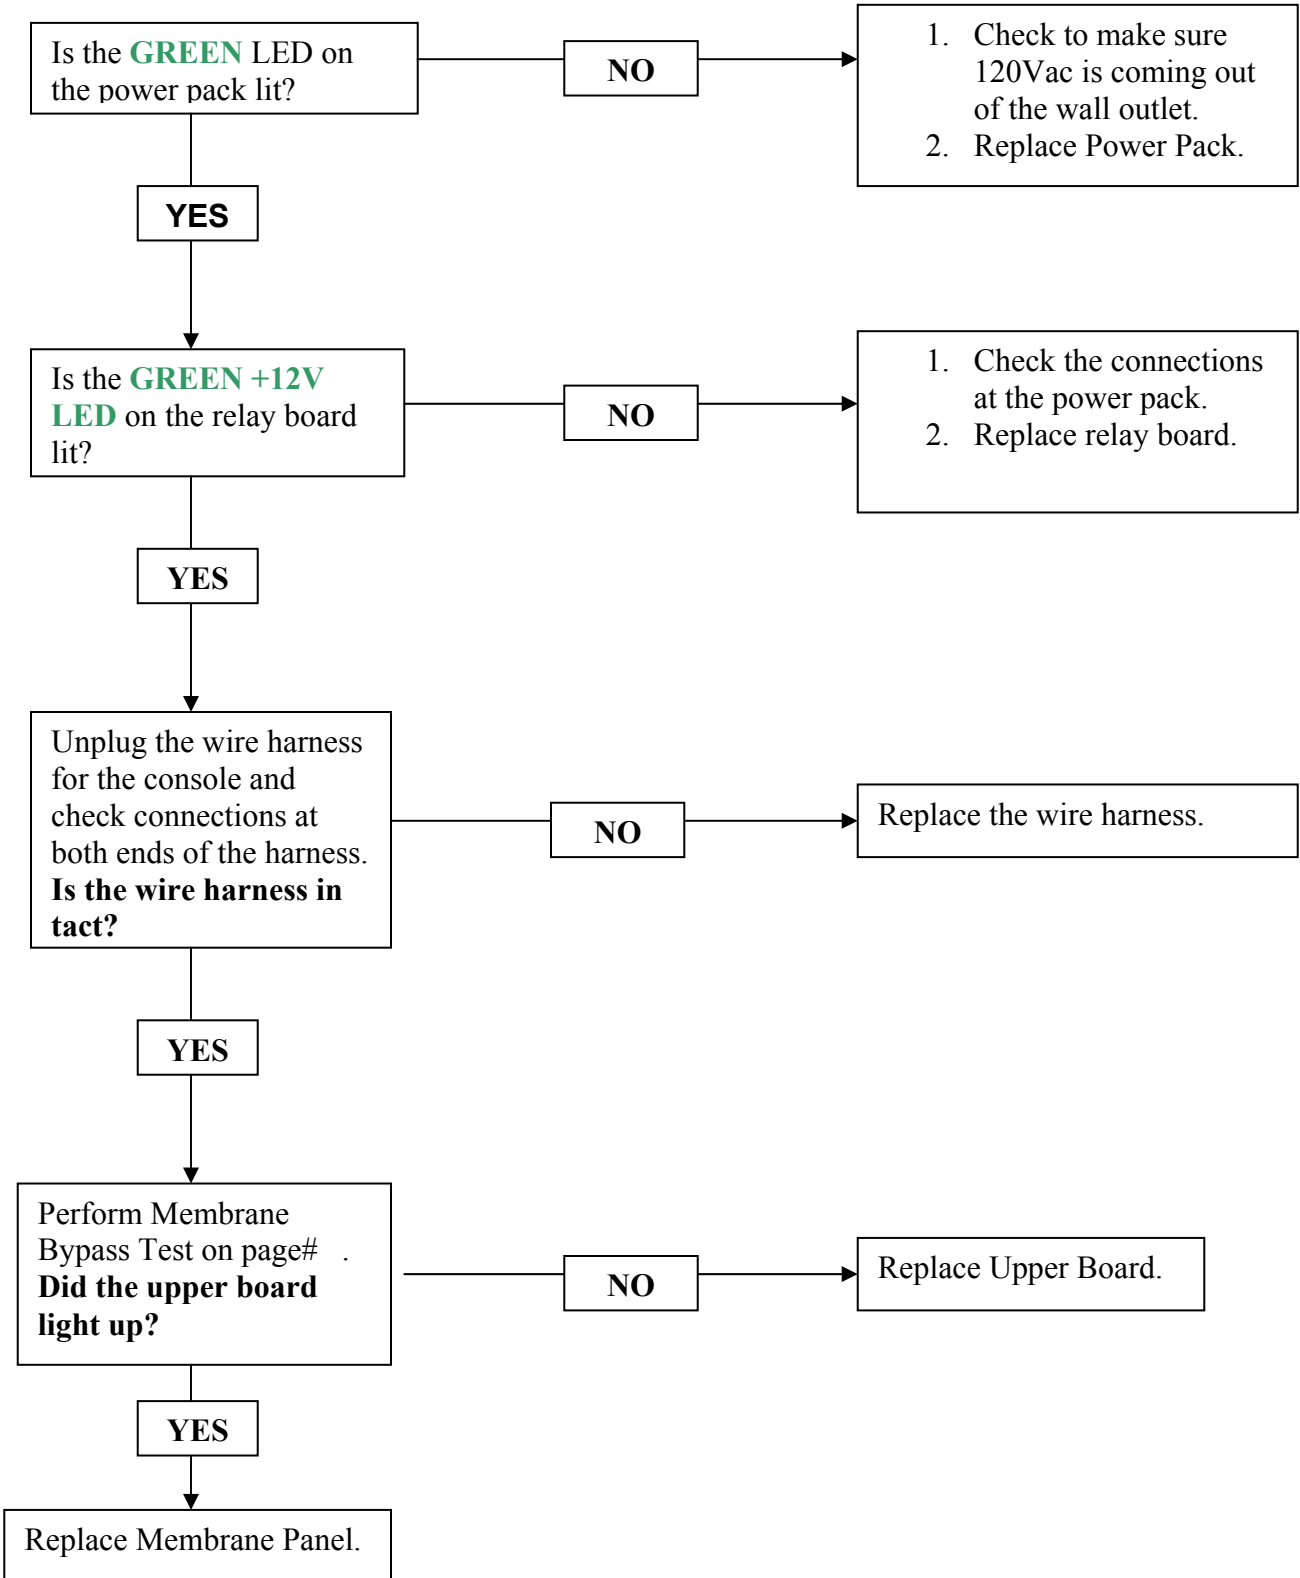 Is the GREEN LED on
the power pack lit?
NO
1. Check to make sure
120Vac is coming out
of the wall outlet.
2. Replace Power Pack.
YES
Is the GREEN +12V
LED on the relay board
lit?
NO
1. Check the connections
at the power pack.
2. Replace relay board.
YES
Unplug the wire harness
for the console and
check connections at
both ends of the harness.
Is the wire harness in
tact?
NO
Replace the wire harness.
YES
Perform Membrane
Bypass Test on page# .
Did the upper board
light up?
NO
Replace Upper Board.
YES
Replace Membrane Panel.